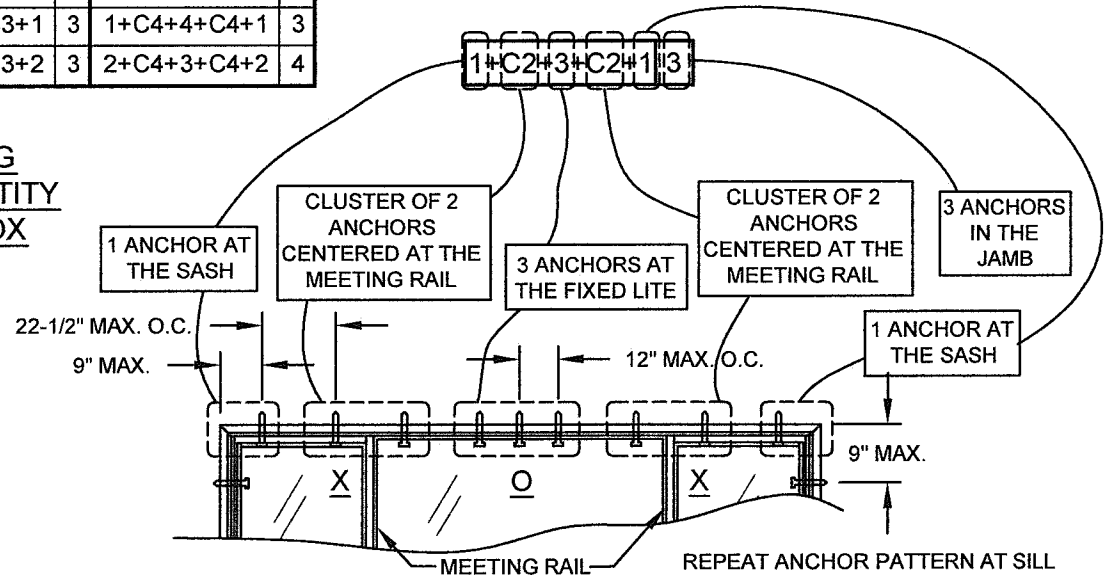 3+1 3 1+C4+4+C4+1 3
3+2 3 2+C4+3+C4+2 4
1+C2+3+C2+1 3
G
TITY
OX
1 ANCHOR AT
THE SASH
CLUSTER OF 2
ANCHORS
CENTERED AT THE
MEETING RAIL
3 ANCHORS AT
THE FIXED LITE
CLUSTER OF 2
ANCHORS
CENTERED AT THE
MEETING RAIL
3 ANCHORS
IN THE
JAMB
1 ANCHOR AT
THE SASH
22-1/2" MAX. O.C.
9" MAX.
12" MAX. O.C.
9" MAX.
X
O
X
MEETING RAIL
REPEAT ANCHOR PATTERN AT SILL